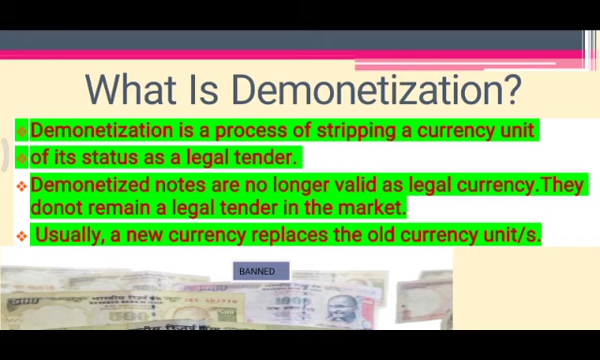 What Is Demonetization?
❖ Demonetization is a process of stripping a currency unit
❖ of its status as a legal tender.
❖ Demonetized notes are no longer valid as legal currency.They
donot remain a legal tender in the market.
❖ Usually, a new currency replaces the old currency unit/s.
BANNED
भारतीय रिज़र्व बैंक